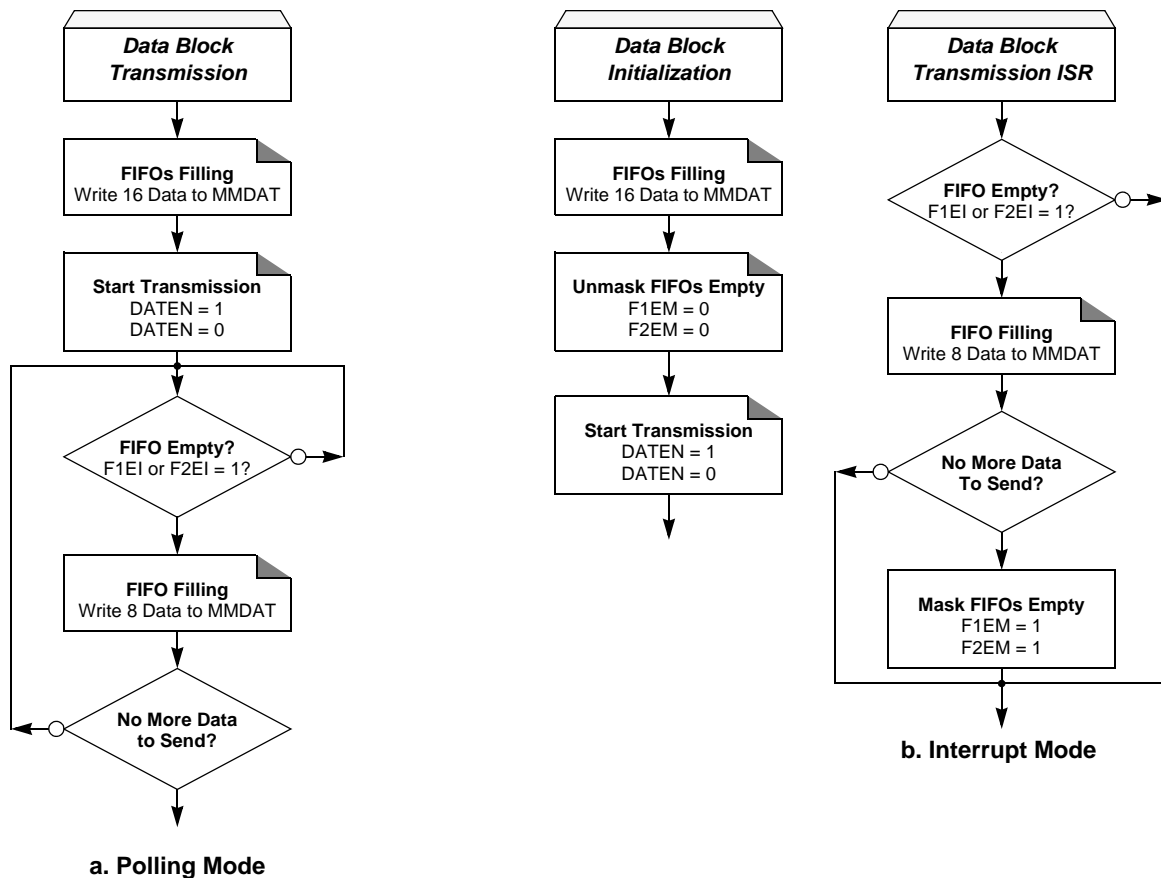 Data Block
Transmission
FIFOs Filling
Write 16 Data to MMDAT
Start Transmission
DATEN = 1
DATEN = 0
FIFO Empty?
F1EI or F2EI = 1?
FIFO Filling
Write 8 Data to MMDAT
No More Data
to Send?
a. Polling Mode
Data Block
Initialization
FIFOs Filling
Write 16 Data to MMDAT
Unmask FIFOs Empty
F1EM = 0
F2EM = 0
Start Transmission
DATEN = 1
DATEN = 0
Data Block
Transmission ISR
FIFO Empty?
F1EI or F2EI = 1?
FIFO Filling
Write 8 Data to MMDAT
No More Data
To Send?
Mask FIFOs Empty
F1EM = 1
F2EM = 1
b. Interrupt Mode